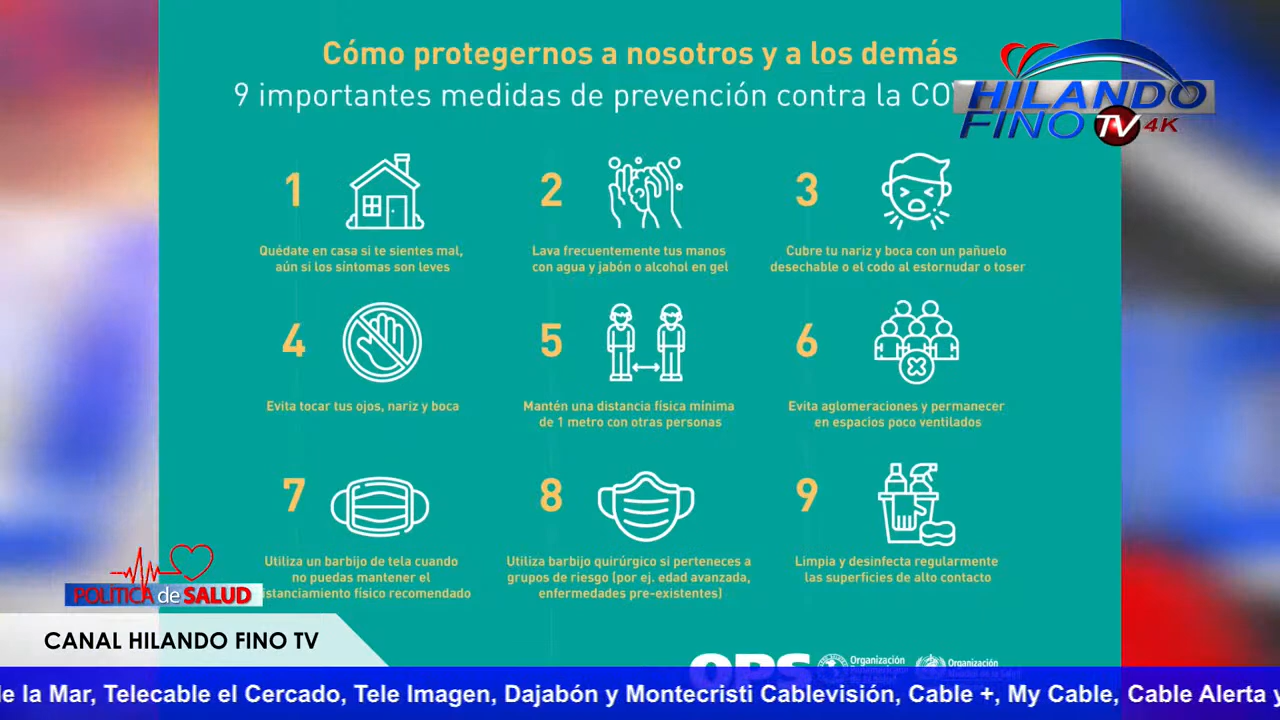 Cómo protegernos a nosotros y a los demás
9 importantes medidas de prevención contra la
HILANDO
FINO TV 4K
1
Quédate en casa si te sientes mal,
aún si los síntomas son leves
2
Lava frecuentemente tus manos
con agua y jabón o alcohol en gel
3
Cubre tu nariz y boca con un pañuelo
desechable o el codo al estornudar o toser
4
Evita tocar tus ojos, nariz y boca
5
Mantén una distancia física mínima
de 1 metro con otras personas
6
Evita aglomeraciones y permanecer
en espacios poco ventilados
7
Utiliza un barbijo de tela cuando
no puedas mantener el
istanciamiento físico recomendado
8
Utiliza barbijo quirúrgico si perteneces a
grupos de riesgo (por ej. edad avanzada,
enfermedades pre-existentes)
9
Limpia y desinfecta regularmente
las superficies de alto contacto
POLÍTICA de SALUD
CANAL HILANDO FINO TV
OPS
Organización
Organización
de la Mar, Telecable el Cercado, Tele Imagen, Dajabón y Montecristi Cablevisión, Cable +, My Cable, Cable Alerta y